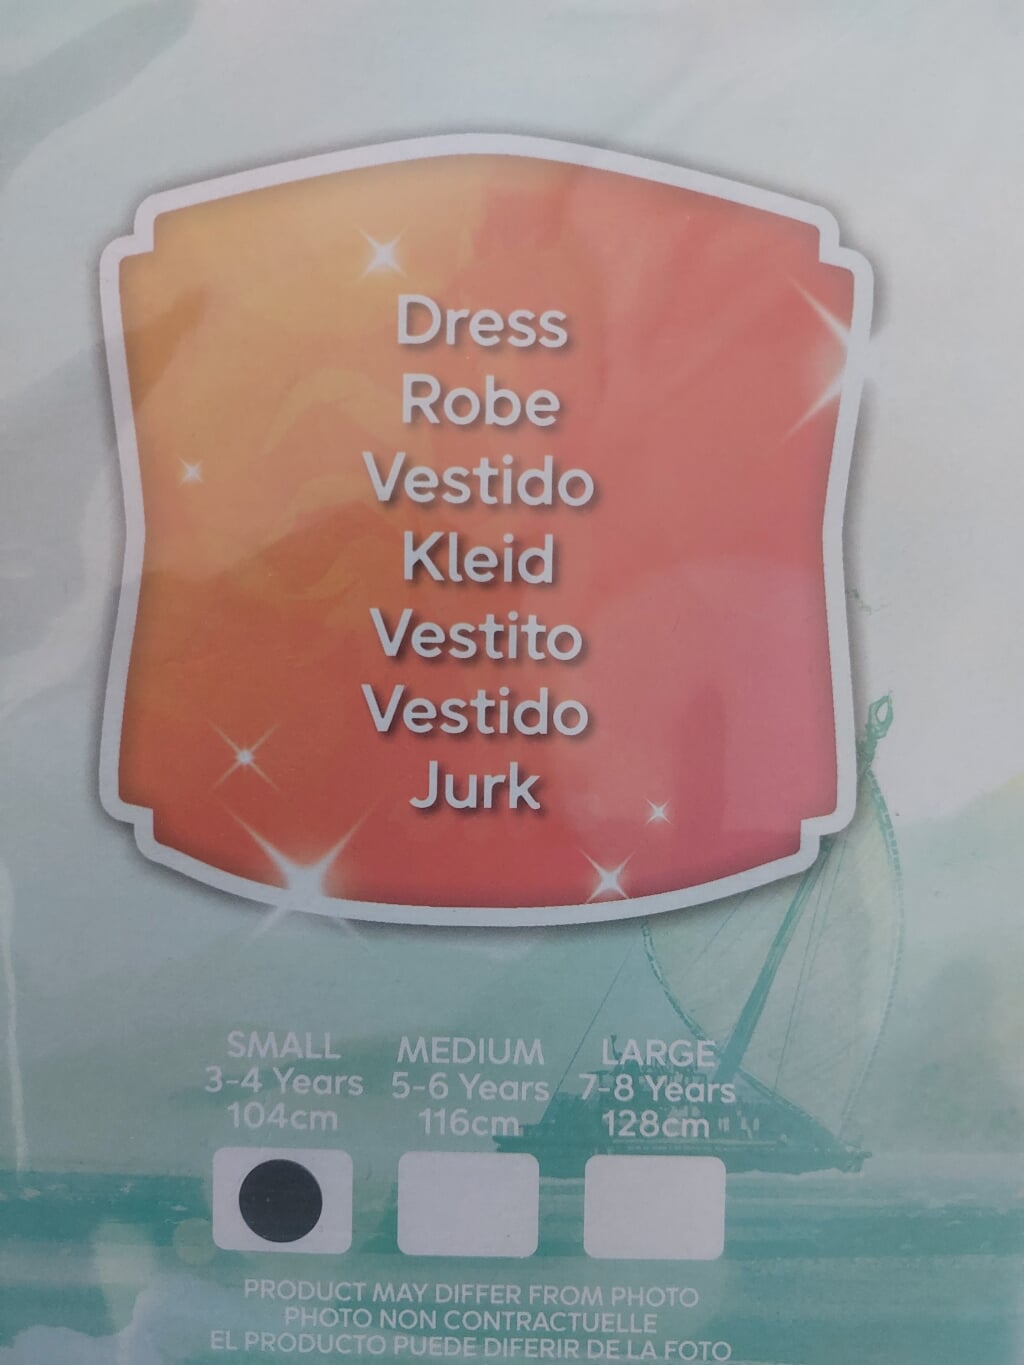 Dress
Robe
Vestido
Kleid
Vestito
Vestido
Jurk
SMALL MEDIUM LARGE
3-4 Years 5-6 Years 7-8 Years
104cm 116cm 128cm
PRODUCT MAY DIFFER FROM PHOTO
PHOTO NON CONTRACTUELLE
EL PRODUCTO PUEDE DIFERIR DE LA FOTO